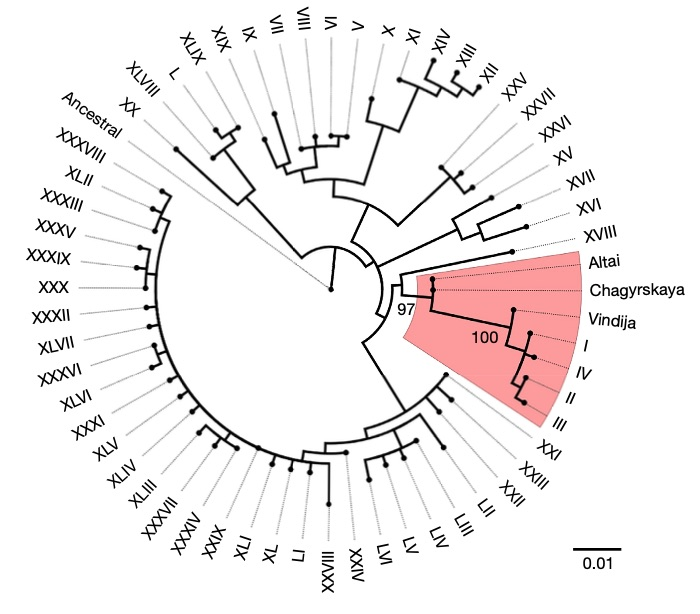 Ancestral
XX
XLVIII
L
XLIX
XIX
IX
VII
VIII
VI
V
X
XI
XIV
XIII
XII
XXV
XXVII
XXVI
XV
XVII
XVI
XVIII
Altai
Chagyrskaya
Vindija
I
IV
II
III
XXI
XXIII
XXII
LII
LIII
LIV
LV
LVI
XXIV
XXVIII
LI
XL
XLI
XXIX
XXXIV
XXXVII
XLIII
XLIV
XLV
XXXI
XLVI
XXXVI
XLVII
XXXII
XXX
XXXIX
XXXV
XXXIII
XLII
XXXVIII
97
100
0.01